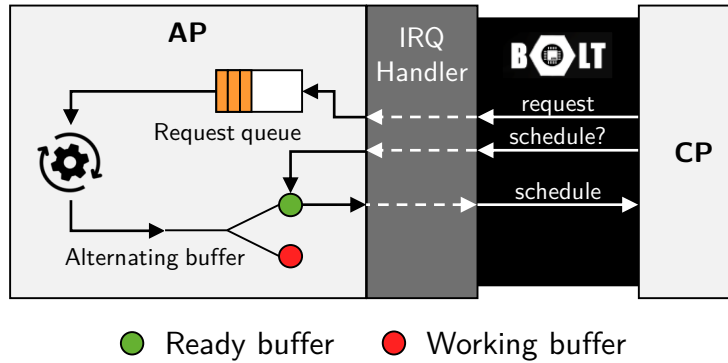 AP
IRQ
Handler
BOLT
CP
request
Request queue
schedule?
schedule
Alternating buffer
Ready buffer
Working buffer